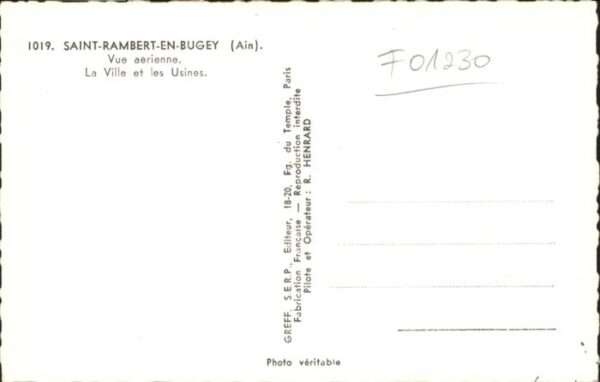 1019. SAINT-RAMBERT-EN-BUGEY (Ain).
Vue aerienne.
La Ville et les Usines.
F01230
GREFF, S.E.R.P., Editeur, 18-20, Fg. du Temple, Paris
Fabrication Française — Reproduction interdite
Pilote et Opérateur : R. HENRARD
Photo véritable